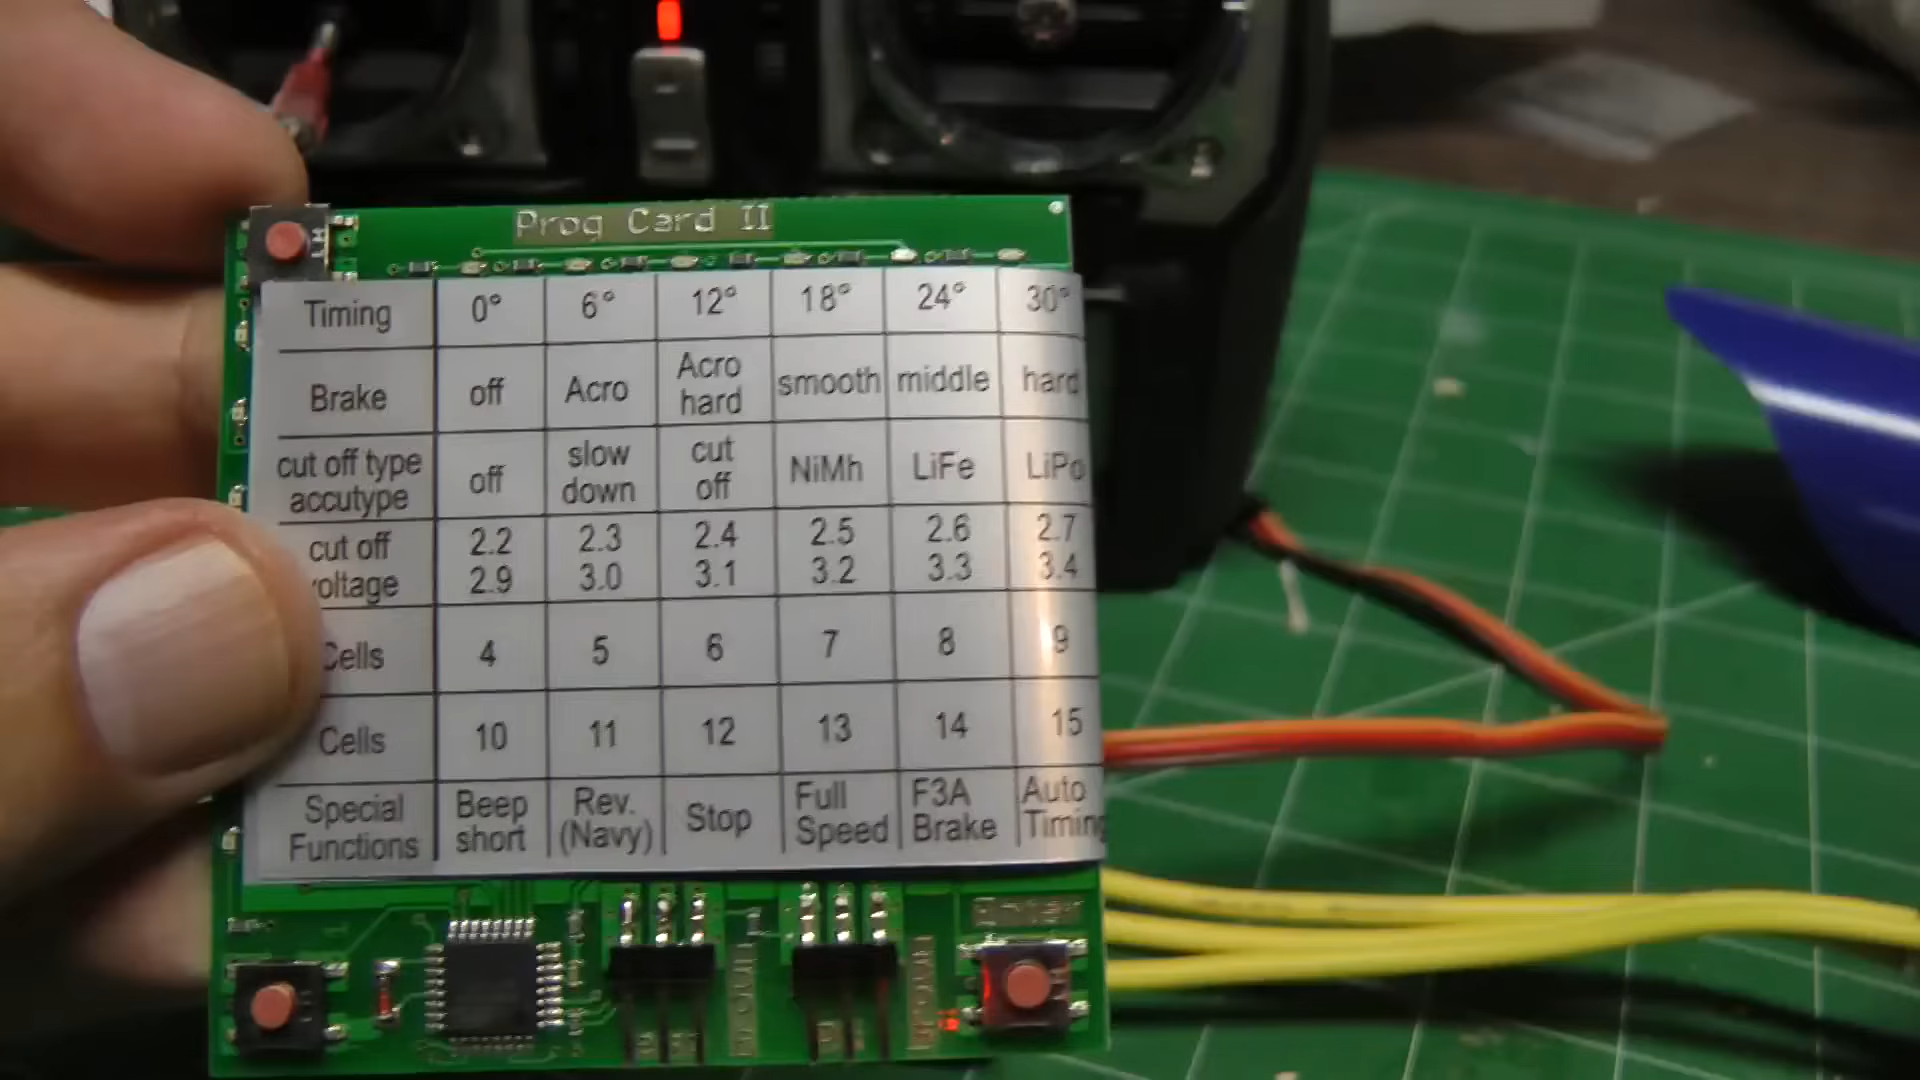 Prog Card II
Timing 0° 6° 12° 18° 24° 30°
Brake off Acro Acro hard smooth middle hard
cut off type accutype off slow down cut off NiMh LiFe LiPo
cut off voltage 2.2 2.3 2.4 2.5 2.6 2.7
2.9 3.0 3.1 3.2 3.3 3.4
Cells 4 5 6 7 8 9
Cells 10 11 12 13 14 15
Special Functions Beep short Rev. (Navy) Stop Full Speed F3A Brake Auto Timing
Enter